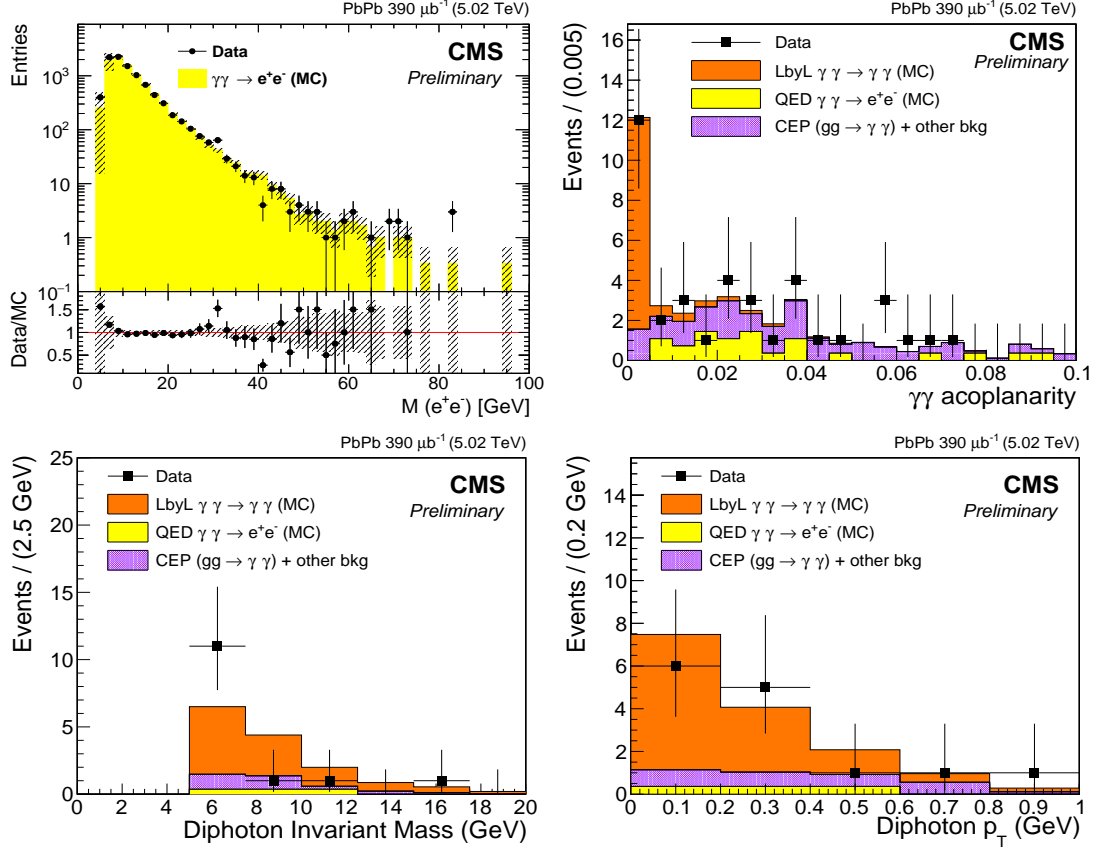 PbPb 390 μb⁻¹ (5.02 TeV)
Entries
10³
10²
10
1
10⁻¹
Data
γγ → e⁺e⁻ (MC)
CMS
Preliminary
Data/MC
1.5
1
0.5
0 20 40 60 80 100
M (e⁺e⁻) [GeV]
PbPb 390 μb⁻¹ (5.02 TeV)
Events / (0.005)
16
14
12
10
8
6
4
2
0
Data
LbyL γ γ → γ γ (MC)
QED γ γ → e⁺e⁻ (MC)
CEP (gg → γ γ) + other bkg
CMS
Preliminary
0 0.02 0.04 0.06 0.08 0.1
γγ acoplanarity
PbPb 390 μb⁻¹ (5.02 TeV)
Events / (2.5 GeV)
25
20
15
10
5
0
Data
LbyL γ γ → γ γ (MC)
QED γ γ → e⁺e⁻ (MC)
CEP (gg → γ γ) + other bkg
CMS
Preliminary
0 2 4 6 8 10 12 14 16 18 20
Diphoton Invariant Mass (GeV)
PbPb 390 μb⁻¹ (5.02 TeV)
Events / (0.2 GeV)
14
12
10
8
6
4
2
0
Data
LbyL γ γ → γ γ (MC)
QED γ γ → e⁺e⁻ (MC)
CEP (gg → γ γ) + other bkg
CMS
Preliminary
0 0.1 0.2 0.3 0.4 0.5 0.6 0.7 0.8 0.9 1
Diphoton p_T (GeV)